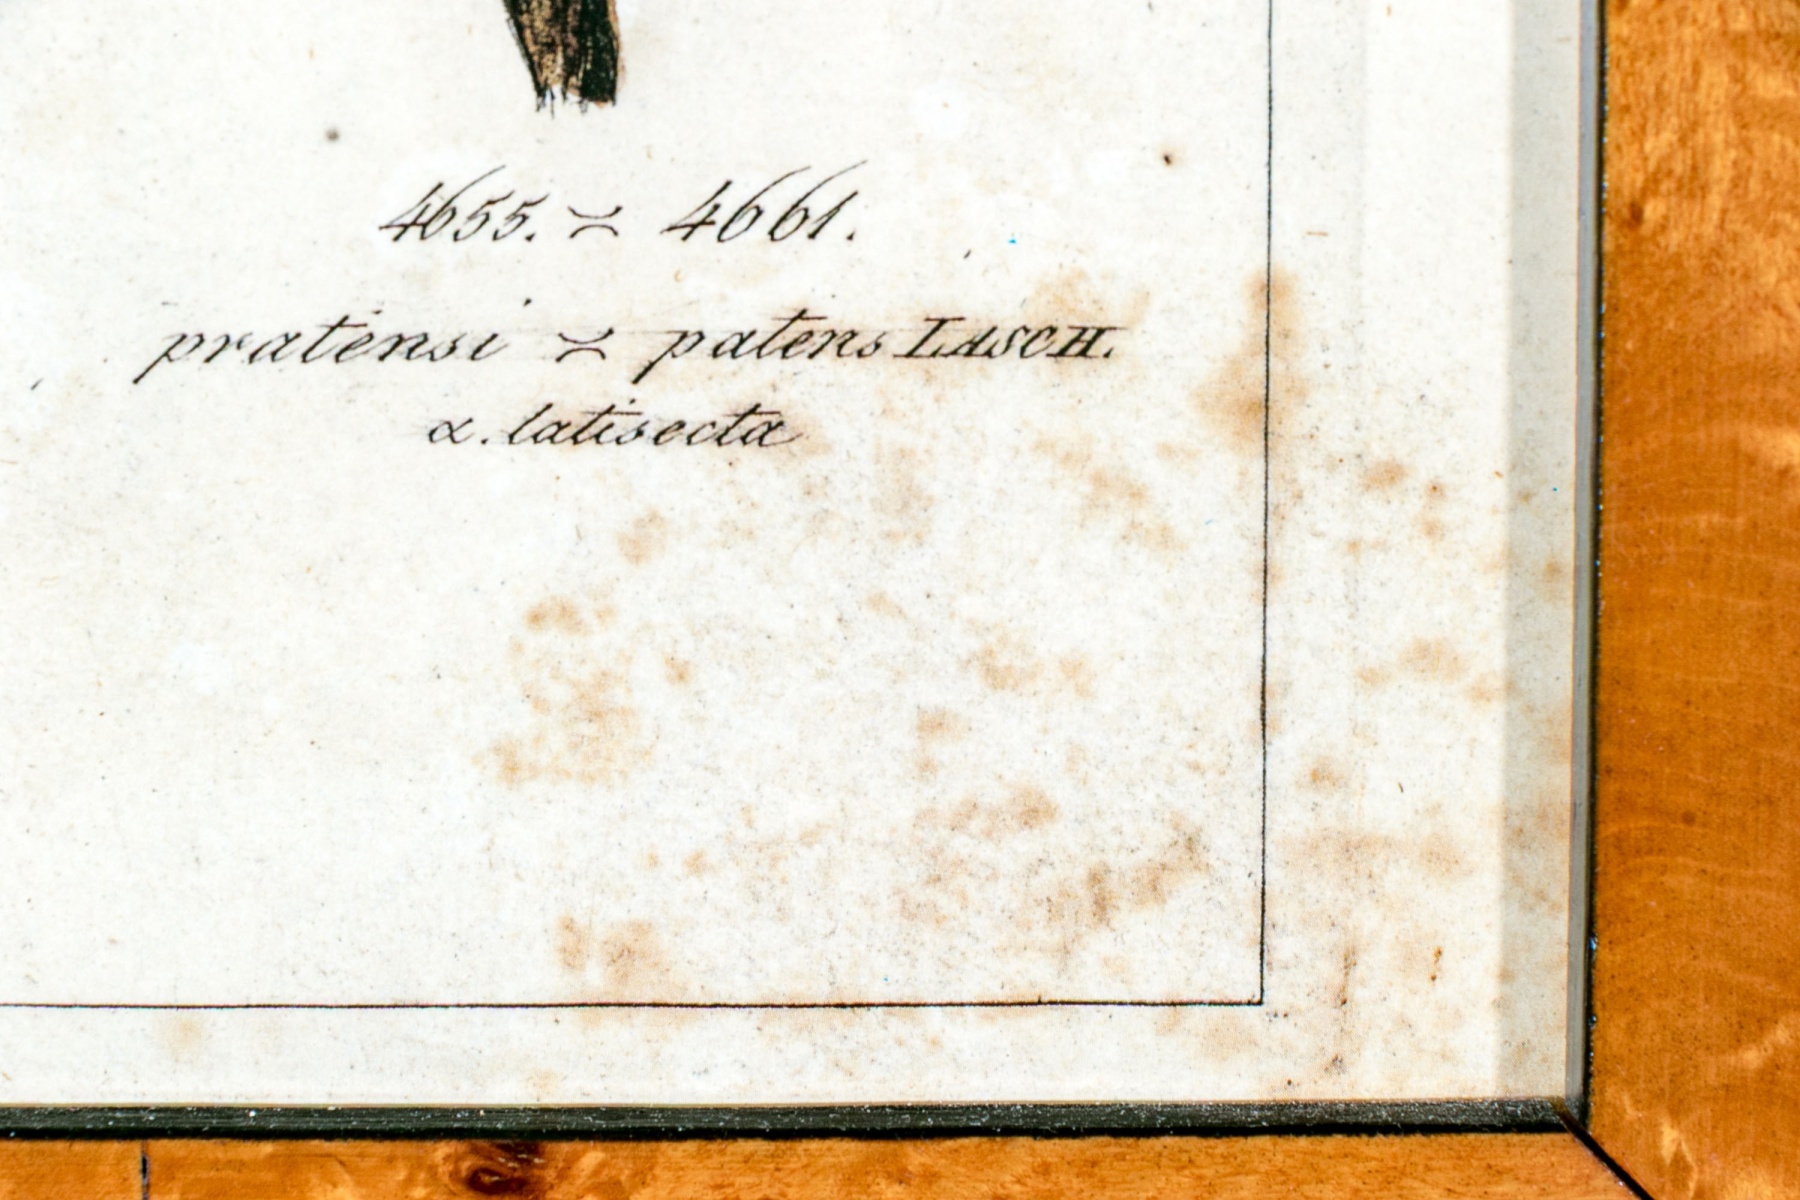 4655. ≍ 4661.
pratensi ≍ patens LASCH.
α. latisecta